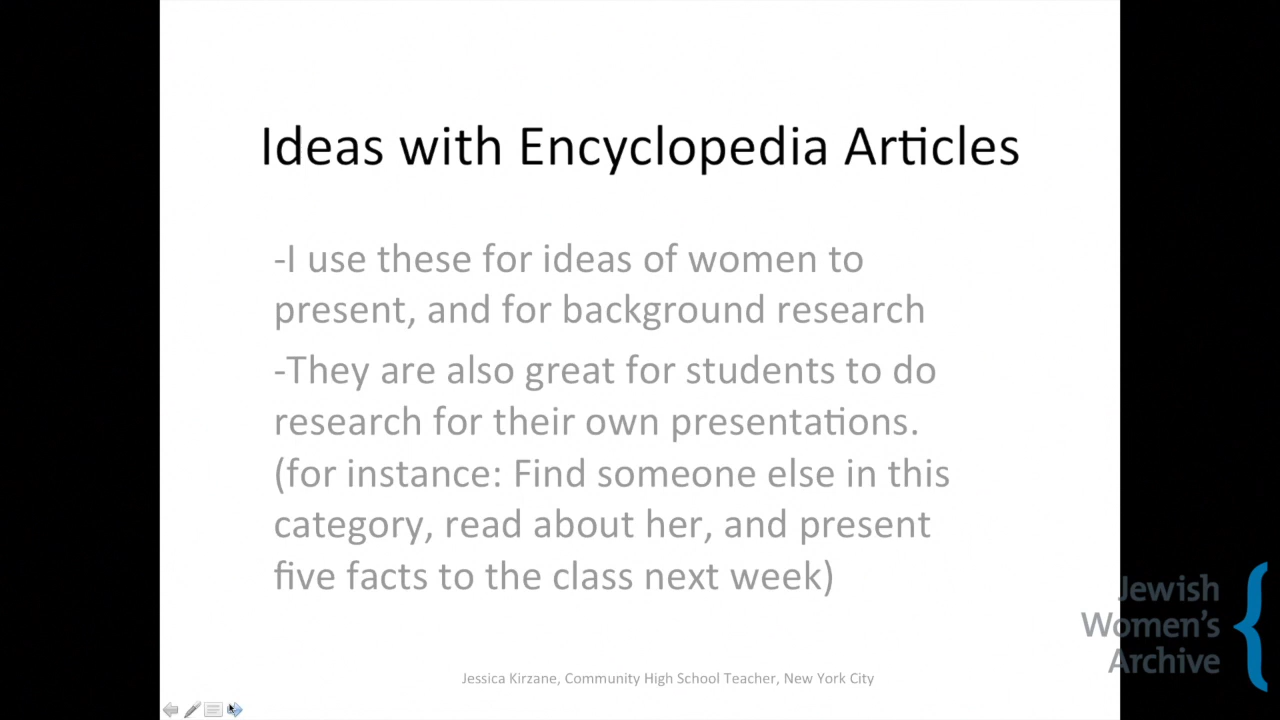 Ideas with Encyclopedia Articles
-I use these for ideas of women to
present, and for background research
-They are also great for students to do
research for their own presentations.
(for instance: Find someone else in this
category, read about her, and present
five facts to the class next week)
Jewish
Women's
Archive
Jessica Kirzane, Community High School Teacher, New York City